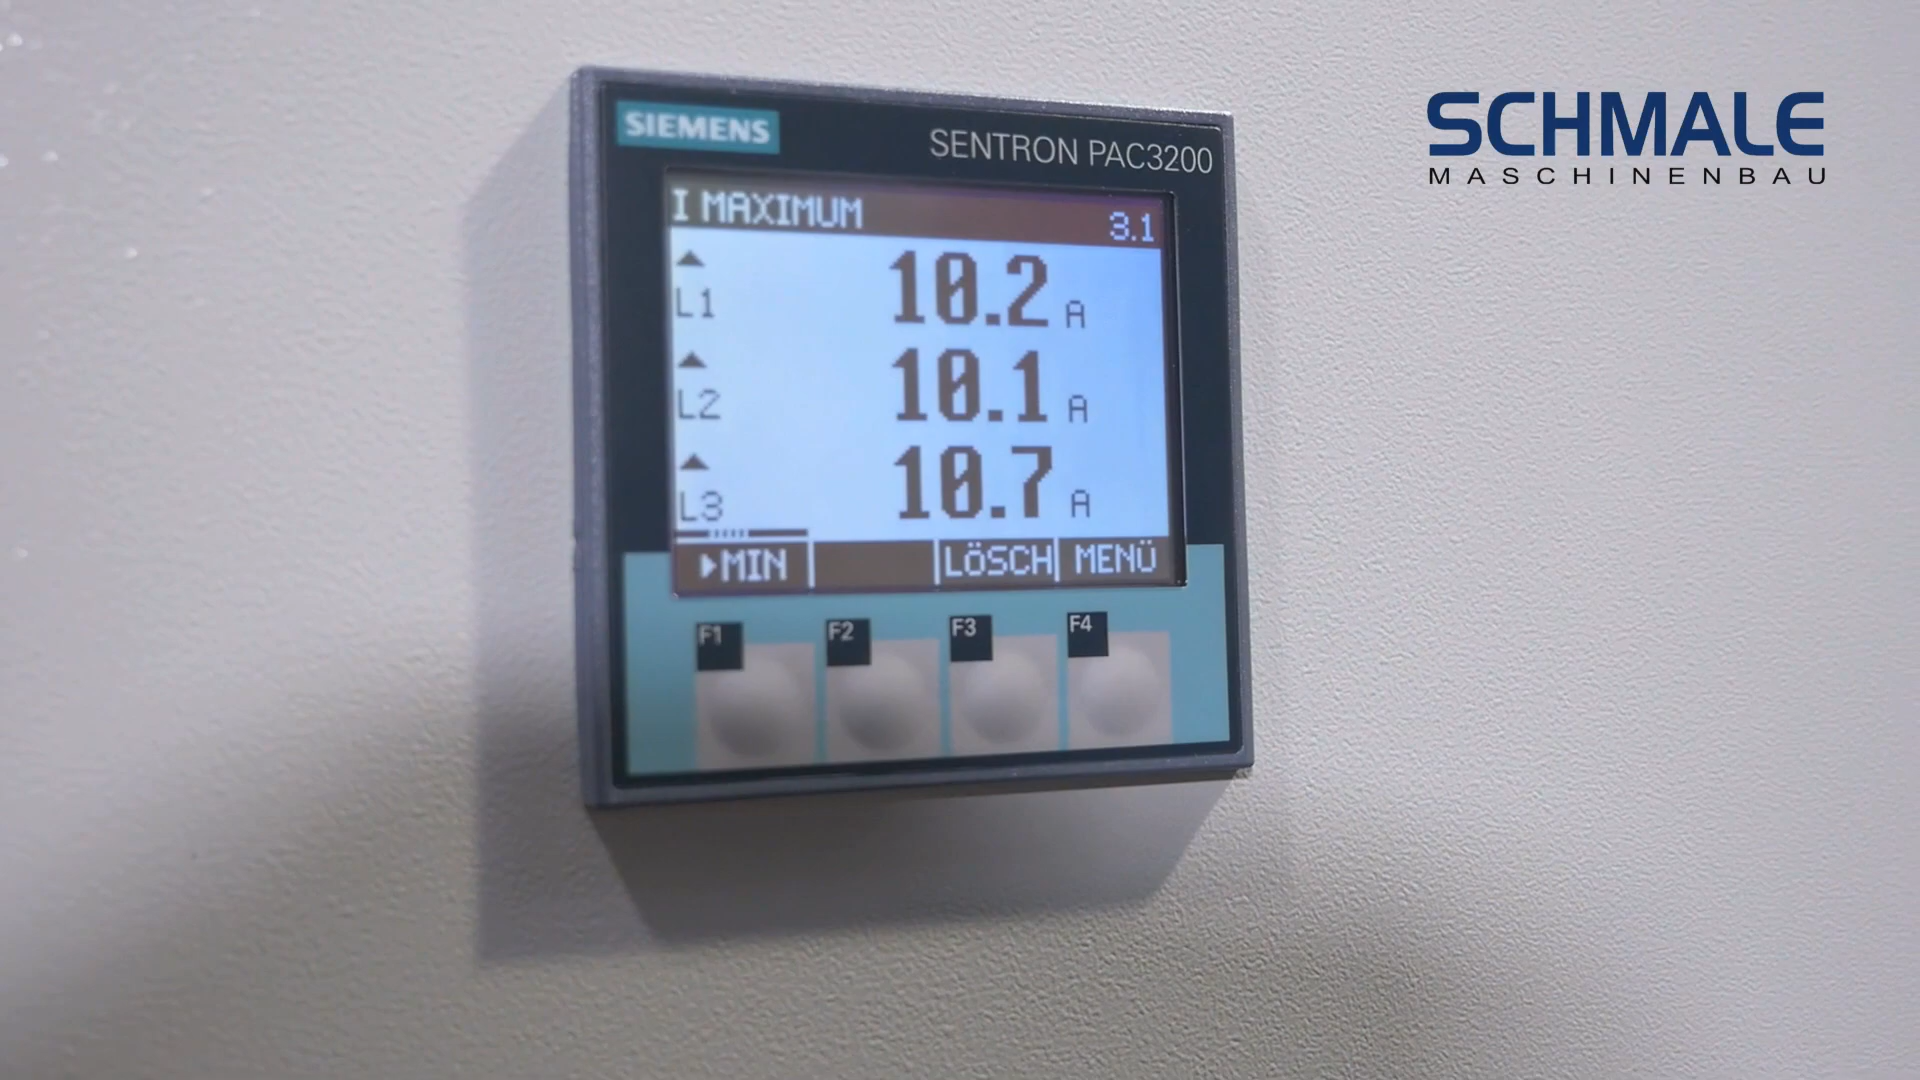 SIEMENS
SENTRON PAC3200
SCHMALE
MASCHINENBAU
I MAXIMUM 3.1
L1 10.2 A
L2 10.1 A
L3 10.7 A
▸MIN LÖSCH MENÜ
F1 F2 F3 F4